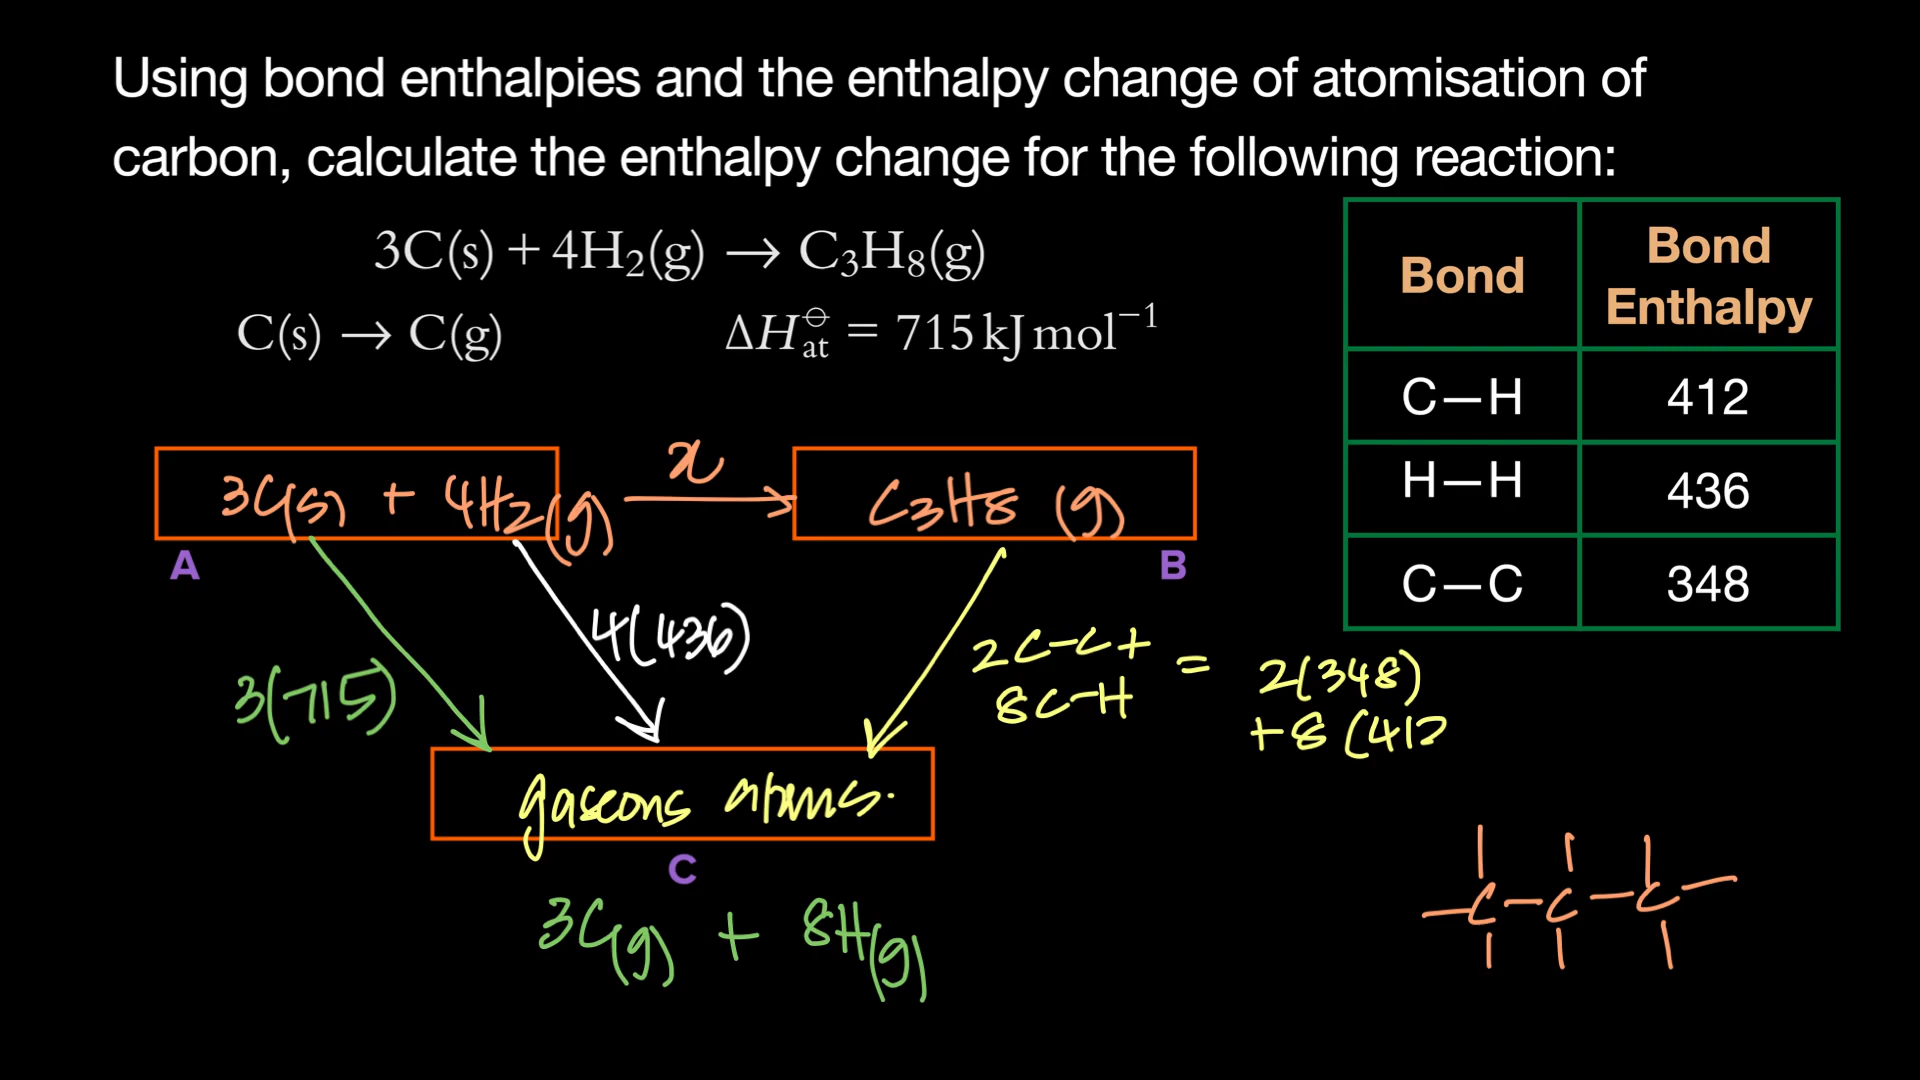 Using bond enthalpies and the enthalpy change of atomisation of
carbon, calculate the enthalpy change for the following reaction:
3C(s) + 4H₂(g) → C₃H₈(g)
C(s) → C(g)    ΔH⦵at = 715 kJ mol⁻¹
Bond    Bond Enthalpy
C—H    412
H—H    436
C—C    348
3C(s) + 4H₂(g)    x    C₃H₈ (g)
A    B
3(715)
4(436)
2C-C +
8C-H
=
2(348)
+8 (412
gaseous atoms.
C
3C(g) + 8H(g)
C C C